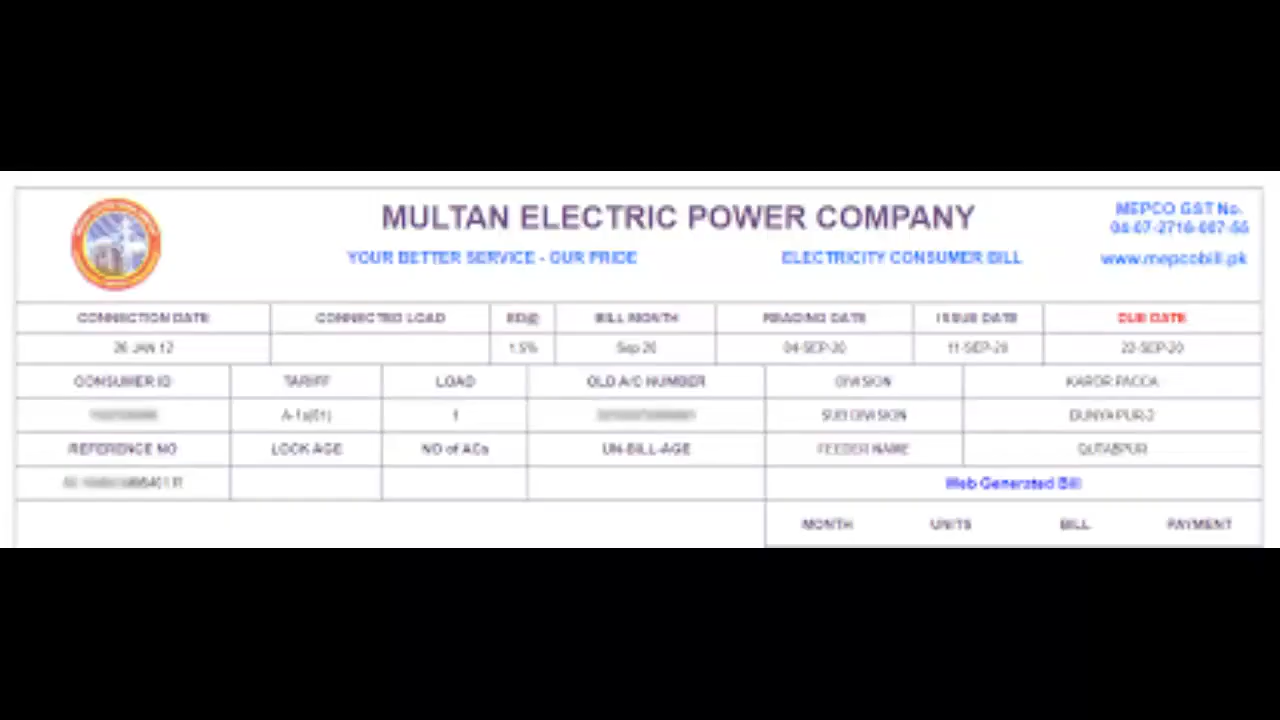 MULTAN ELECTRIC POWER COMPANY
MEPCO GST No.
YOUR BETTER SERVICE - OUR PRIDE
ELECTRICITY CONSUMER BILL
www.mepcobill.pk
CONNECTION DATE CONNECTED LOAD ED@ BILL MONTH READING DATE ISSUE DATE DUE DATE
26 JAN 12 1.5% Sep 20 04-SEP-20 11-SEP-20 22-SEP-20
CONSUMER ID TARIFF LOAD OLD A/C NUMBER DIVISION KAROR PACCA
A-1a(01) 1 SUB DIVISION DUNYAPUR-2
REFERENCE NO LOCK AGE NO of ACs UN-BILL-AGE FEEDER NAME QUTABPUR
Web Generated Bill
MONTH UNITS BILL PAYMENT